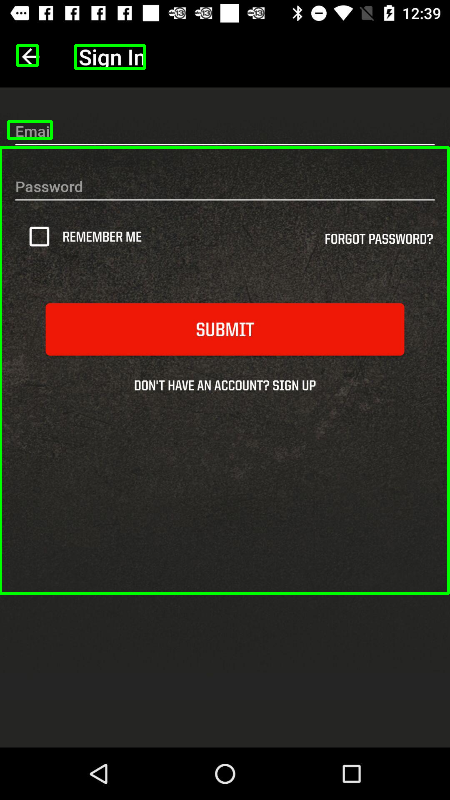 12:39
Sign In
Email
Password
REMEMBER ME
FORGOT PASSWORD?
SUBMIT
DON'T HAVE AN ACCOUNT? SIGN UP